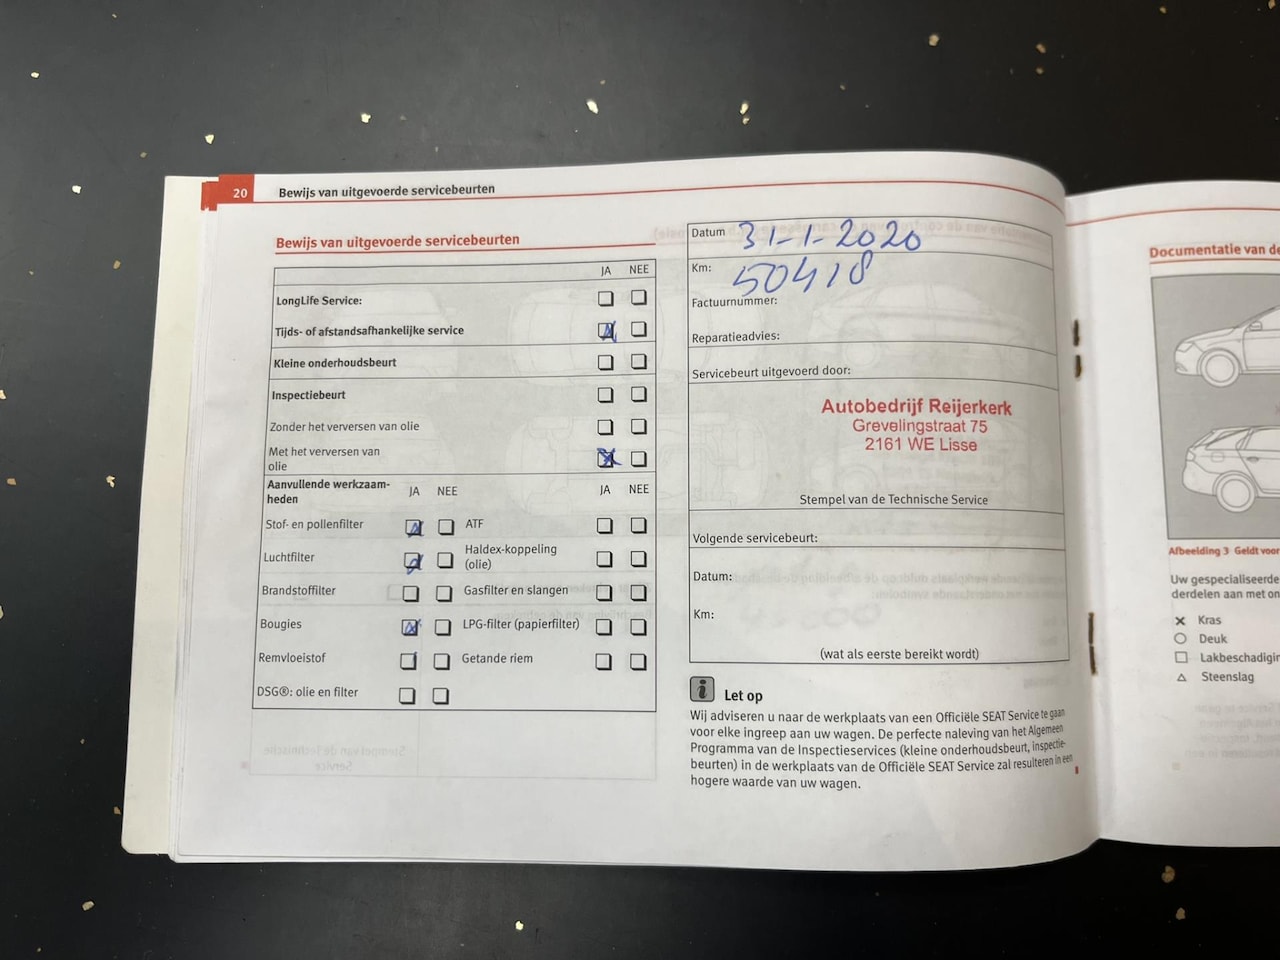 20 Bewijs van uitgevoerde servicebeurten
Bewijs van uitgevoerde servicebeurten
JA NEE
LongLife Service:
Tijds- of afstandsafhankelijke service
Kleine onderhoudsbeurt
Inspectiebeurt
Zonder het verversen van olie
Met het verversen van
olie
Aanvullende werkzaam-
heden
JA NEE JA NEE
Stof- en pollenfilter ATF
Luchtfilter Haldex-koppeling
(olie)
Brandstoffilter Gasfilter en slangen
Bougies LPG-filter (papierfilter)
Remvloeistof Getande riem
DSG®: olie en filter
Datum 31-1-2020
Km: 50418
Factuurnummer:
Reparatieadvies:
Servicebeurt uitgevoerd door:
Autobedrijf Reijerkerk
Grevelingstraat 75
2161 WE Lisse
Stempel van de Technische Service
Volgende servicebeurt:
Datum:
Km:
(wat als eerste bereikt wordt)
i Let op
Wij adviseren u naar de werkplaats van een Officiële SEAT Service te gaan
voor elke ingreep aan uw wagen. De perfecte naleving van het Algemeen
Programma van de Inspectieservices (kleine onderhoudsbeurt, inspectie-
beurten) in de werkplaats van de Officiële SEAT Service zal resulteren in een
hogere waarde van uw wagen.
Documentatie van de
Afbeelding 3 Geldt voor
Uw gespecialiseerde
derdelen aan met on
Kras
Deuk
Lakbeschadigin
Steenslag